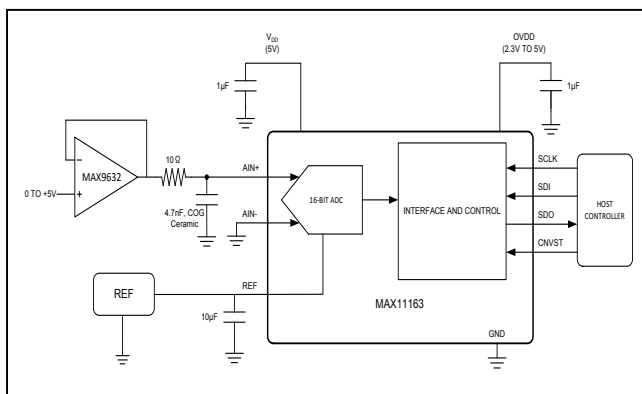 VDD
(5V)
OVDD
(2.3V TO 5V)
1µF
1µF
MAX9632
-
+
0 TO +5V
10Ω
AIN+
4.7nF, COG
Ceramic
AIN-
16-BIT ADC
INTERFACE AND CONTROL
SCLK
SDI
SDO
CNVST
HOST
CONTROLLER
REF
REF
10µF
MAX11163
GND